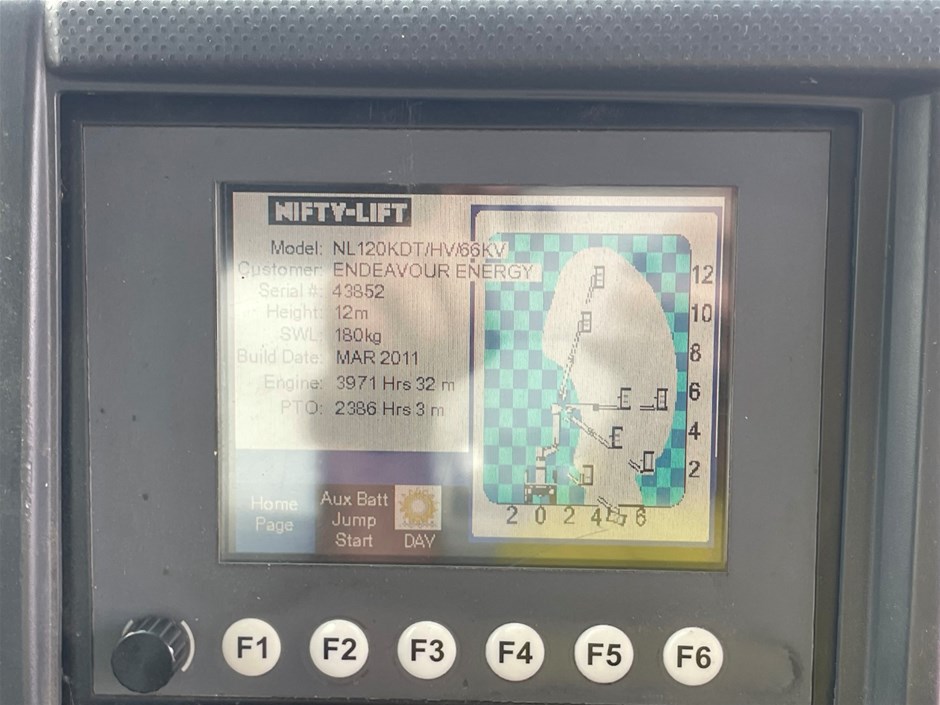 NIFTY-LIFT
Model: NL120KDT/HV/66KV
Customer: ENDEAVOUR ENERGY
Serial #: 43852
Height: 12m
SWL: 180kg
Build Date: MAR 2011
Engine: 3971 Hrs 32 m
PTO: 2386 Hrs 3 m
12
10
8
6
4
2
2 0 2 4 6 8
Home
Page
Aux Batt
Jump
Start
DAY
F1 F2 F3 F4 F5 F6